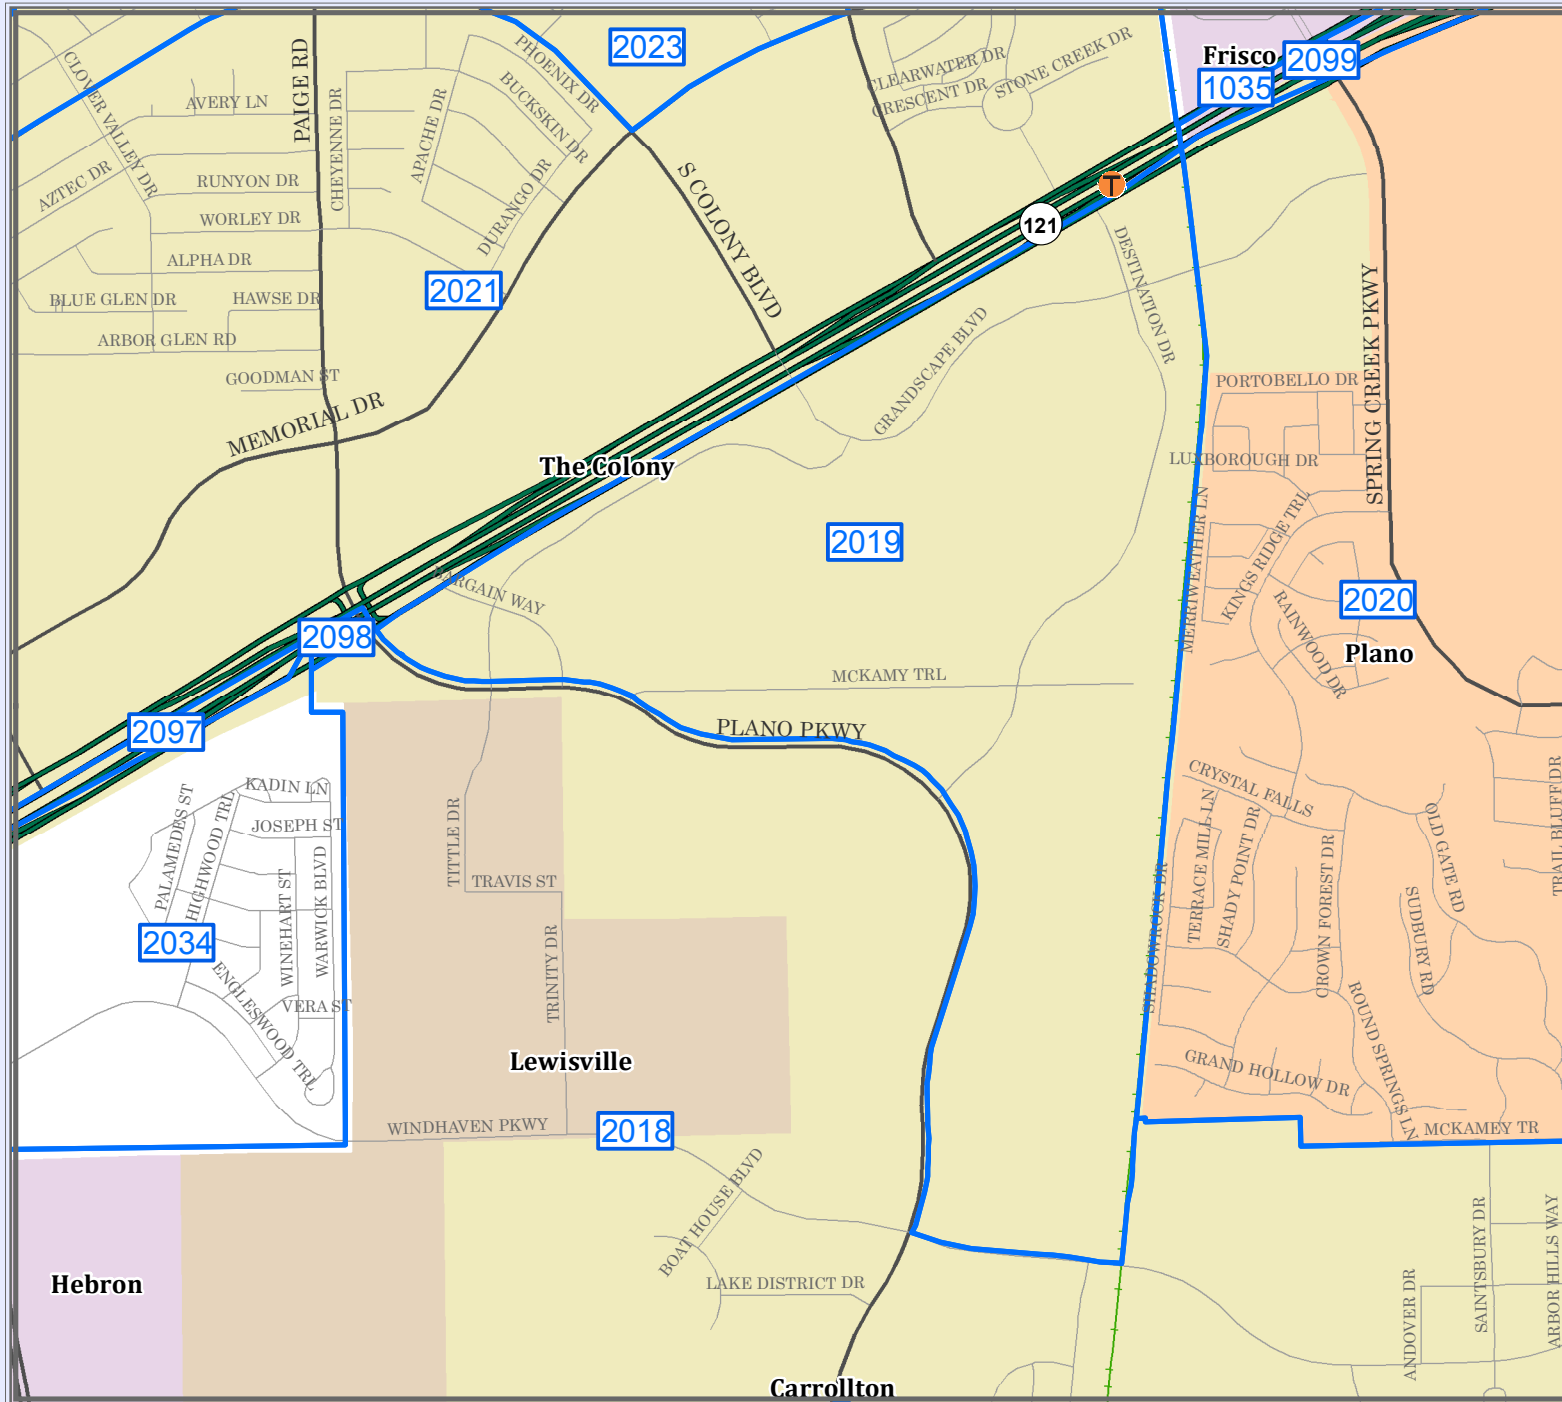 2023
PHOENIX DR
CLEARWATER DR
STONE CREEK DR
CRESCENT DR
Frisco
2099
1035
CLOVER VALLEY DR
AVERY LN
PAIGE RD
CHEYENNE DR
APACHE DR
BUCKSKIN DR
DURANGO DR
AZTEC DR
RUNYON DR
WORLEY DR
S COLONY BLVD
T
121
DESTINATION DR
ALPHA DR
2021
BLUE GLEN DR
HAWSE DR
ARBOR GLEN RD
GOODMAN ST
MEMORIAL DR
GRANDSCAPE BLVD
SPRING CREEK PKWY
PORTOBELLO DR
The Colony
LUXBOROUGH DR
2019
MERRIWEATHER LN
KINGS RIDGE TRL
BARGAIN WAY
2020
RAINWOOD DR
Plano
2098
MCKAMY TRL
2097
PLANO PKWY
KADIN LN
JOSEPH ST
PALAMEDES ST
HIGHWOOD TRL
TITTLE DR
TRAVIS ST
CRYSTAL FALLS
TERRACE MILL LN
SHADY POINT DR
CROWN FOREST DR
OLD GATE RD
SUDBURY RD
TRAIL BLUFF DR
WINEHART ST
WARWICK BLVD
2034
ENGLESWOOD TRL
VERA ST
TRINITY DR
SHADOWROCK DR
ROUND SPRINGS LN
GRAND HOLLOW DR
Lewisville
WINDHAVEN PKWY
2018
MCKAMEY TR
BOAT HOUSE BLVD
LAKE DISTRICT DR
Hebron
SAINTSBURY DR
ANDOVER DR
ARBOR HILLS WAY
Carrollton